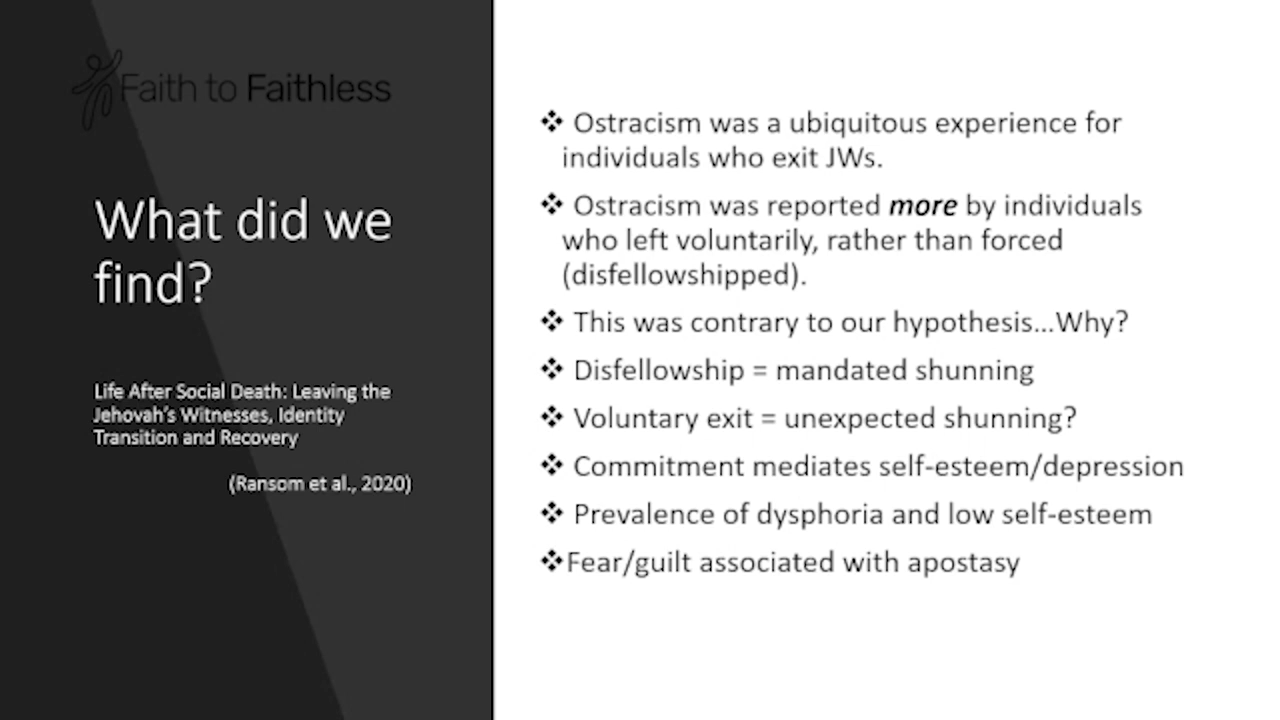 Faith to Faithless
What did we
find?
Life After Social Death: Leaving the
Jehovah's Witnesses, Identity
Transition and Recovery
(Ransom et al., 2020)
❖ Ostracism was a ubiquitous experience for
individuals who exit JWs.
❖ Ostracism was reported more by individuals
who left voluntarily, rather than forced
(disfellowshipped).
❖ This was contrary to our hypothesis...Why?
❖ Disfellowship = mandated shunning
❖ Voluntary exit = unexpected shunning?
❖ Commitment mediates self-esteem/depression
❖ Prevalence of dysphoria and low self-esteem
❖Fear/guilt associated with apostasy